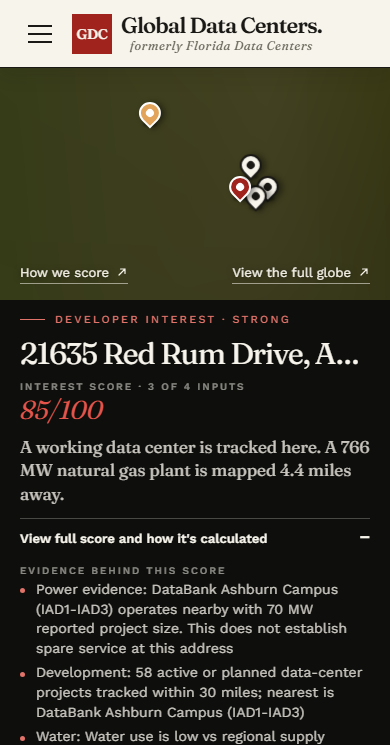 GDC
Global Data Centers.
formerly Florida Data Centers
How we score ↗
View the full globe ↗
DEVELOPER INTEREST · STRONG
21635 Red Rum Drive, A...
INTEREST SCORE · 3 OF 4 INPUTS
85/100
A working data center is tracked here. A 766
MW natural gas plant is mapped 4.4 miles
away.
View full score and how it's calculated −
EVIDENCE BEHIND THIS SCORE
• Power evidence: DataBank Ashburn Campus
(IAD1-IAD3) operates nearby with 70 MW
reported project size. This does not establish
spare service at this address
• Development: 58 active or planned data-center
projects tracked within 30 miles; nearest is
DataBank Ashburn Campus (IAD1-IAD3)
• Water: Water use is low vs regional supply